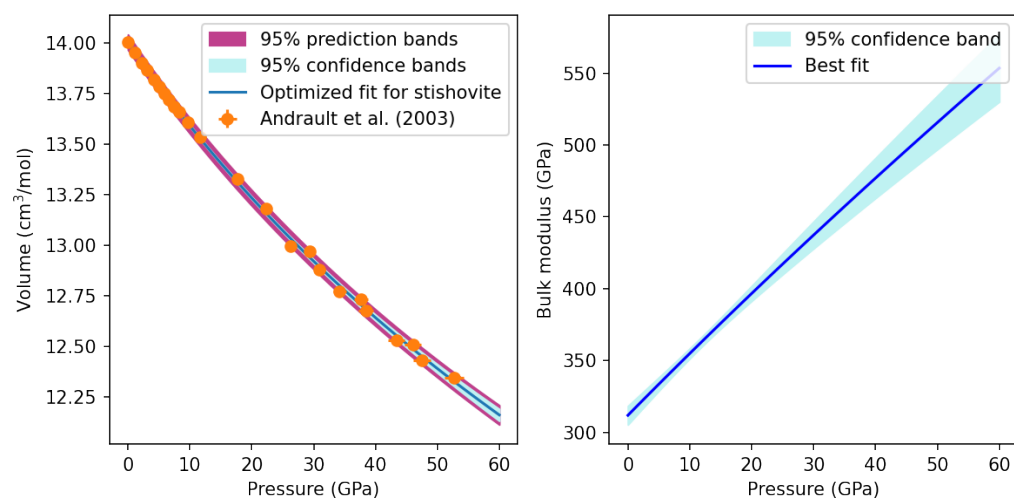 14.00
13.75
13.50
13.25
13.00
12.75
12.50
12.25
Volume (cm³/mol)
0 10 20 30 40 50 60
Pressure (GPa)
95% prediction bands
95% confidence bands
Optimized fit for stishovite
Andrault et al. (2003)
550
500
450
400
350
300
Bulk modulus (GPa)
0 10 20 30 40 50 60
Pressure (GPa)
95% confidence band
Best fit